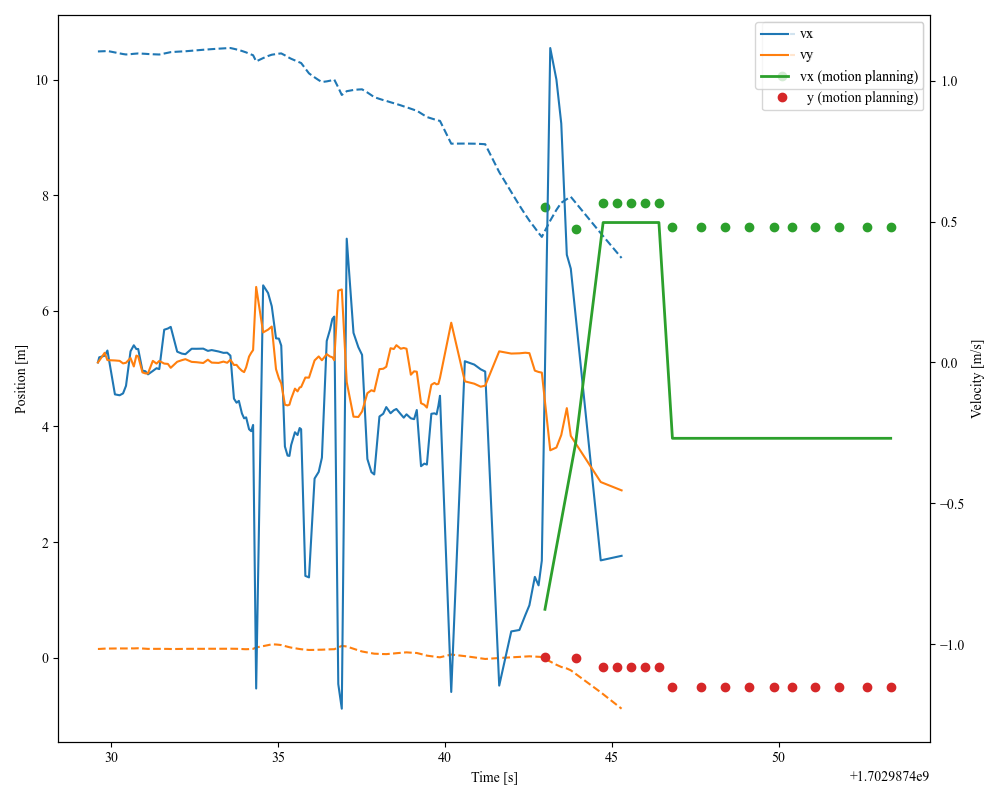 vx
vy
vx (motion planning)
y (motion planning)
10
8
6
4
2
0
Position [m]
1.0
0.5
0.0
−0.5
−1.0
Velocity [m/s]
30
35
40
45
50
Time [s]
+1.7029874e9